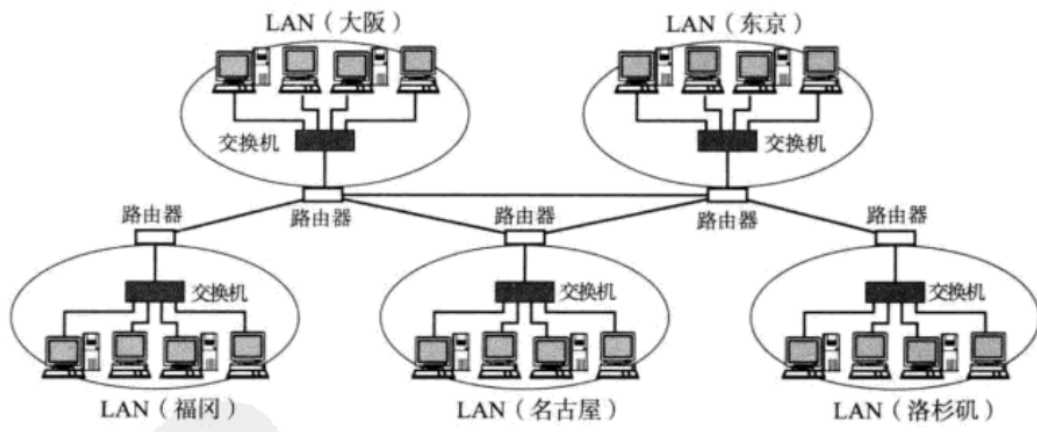 LAN（大阪）
LAN（东京）
交换机
交换机
路由器
路由器
路由器
路由器
路由器
交换机
交换机
交换机
LAN（福冈）
LAN（名古屋）
LAN（洛杉矶）